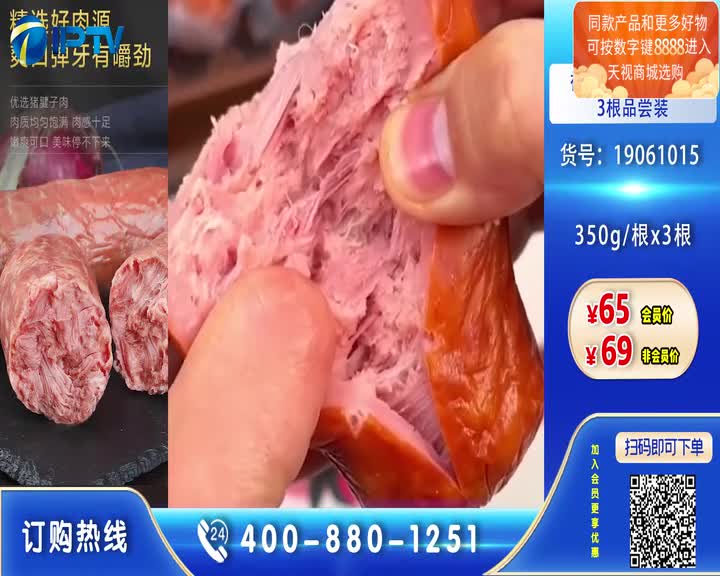 精选好肉源
IPTV
爽口弹牙有嚼劲
优选猪腱子肉
肉质均匀饱满 肉感十足
嫩爽可口 美味停不下来
同款产品和更多好物
可按数字键8888进入
天视商城选购
3根品尝装
货号：19061015
350g/根x3根
¥65 会员价
¥69 非会员价
加入会员更享优惠
扫码即可下单
订购热线
24
400-880-1251